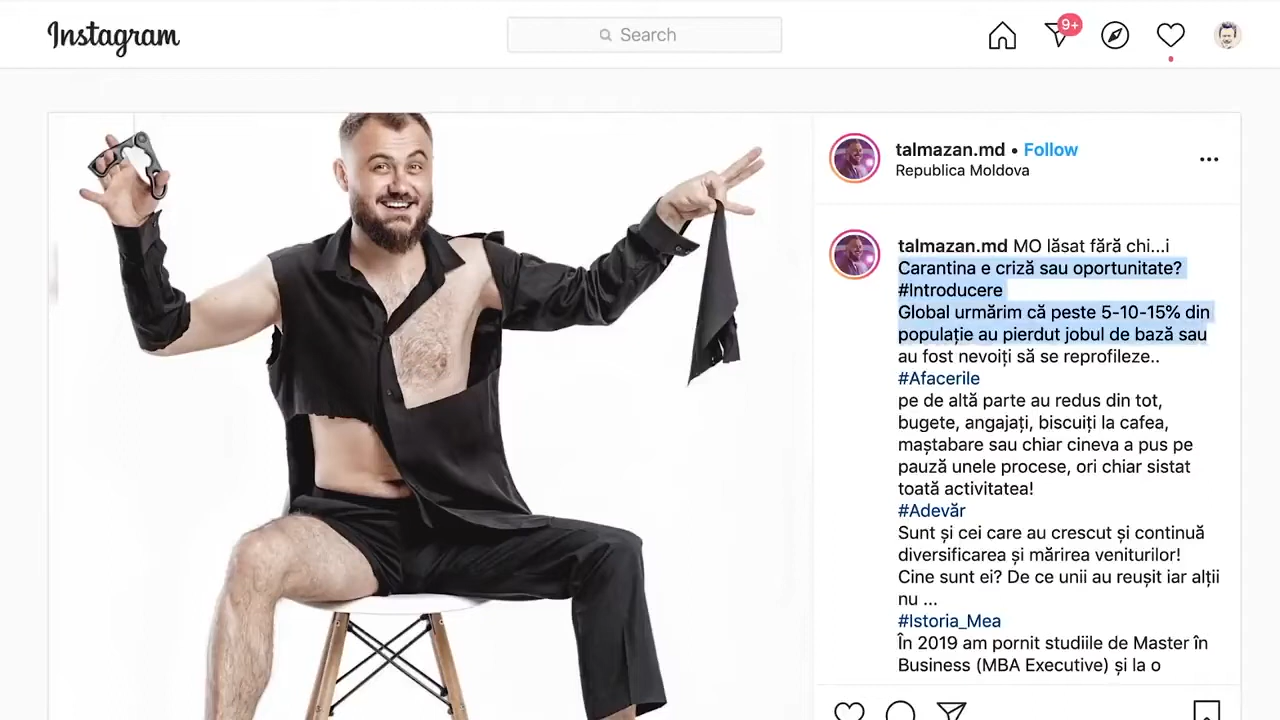 Instagram
Search
9+
talmazan.md • Follow
Republica Moldova
talmazan.md MO lăsat fără chi...i
Carantina e criză sau oportunitate?
#Introducere
Global urmărim că peste 5-10-15% din
populație au pierdut jobul de bază sau
au fost nevoiți să se reprofileze..
#Afacerile
pe de altă parte au redus din tot,
bugete, angajați, biscuiți la cafea,
maștabare sau chiar cineva a pus pe
pauză unele procese, ori chiar sistat
toată activitatea!
#Adevăr
Sunt și cei care au crescut și continuă
diversificarea și mărirea veniturilor!
Cine sunt ei? De ce unii au reușit iar alții
nu ...
#Istoria_Mea
În 2019 am pornit studiile de Master în
Business (MBA Executive) și la o